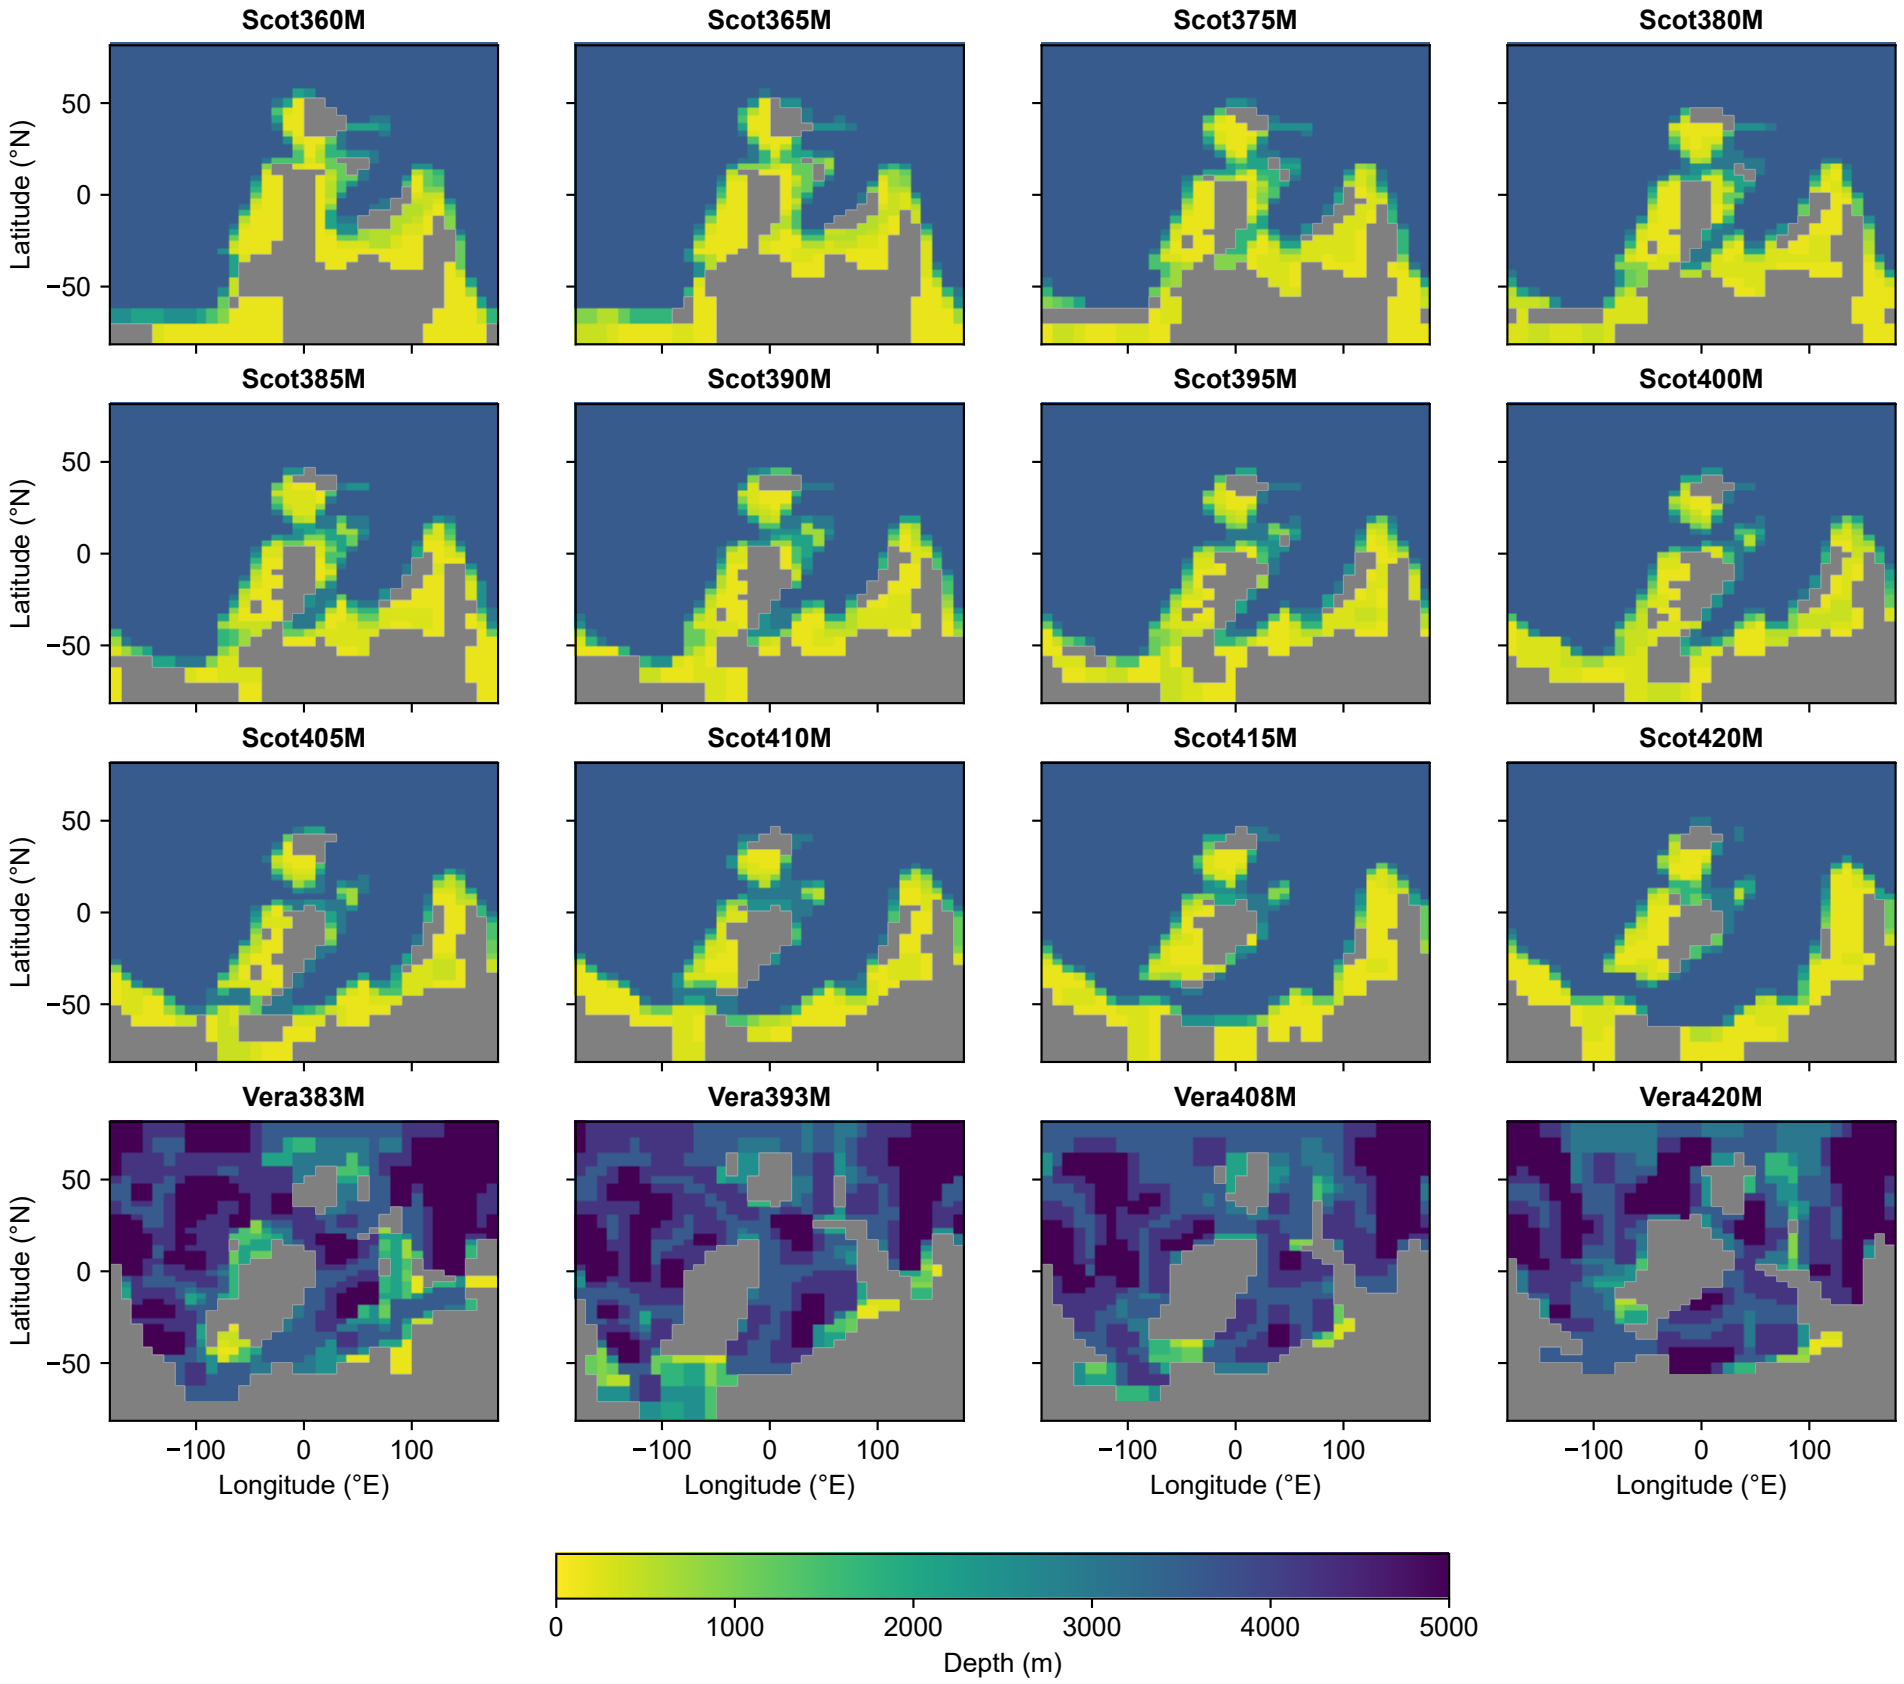 Scot360M Scot365M Scot375M Scot380M
Latitude (°N)
50
0
−50
Scot385M Scot390M Scot395M Scot400M
Latitude (°N)
50
0
−50
Scot405M Scot410M Scot415M Scot420M
Latitude (°N)
50
0
−50
Vera383M Vera393M Vera408M Vera420M
Latitude (°N)
50
0
−50
−100 0 100 −100 0 100 −100 0 100 −100 0 100
Longitude (°E) Longitude (°E) Longitude (°E) Longitude (°E)
0 1000 2000 3000 4000 5000
Depth (m)